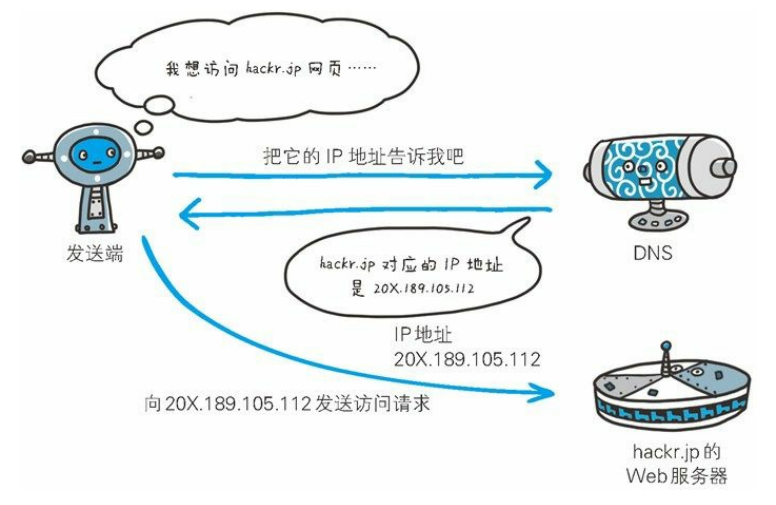 我想访问 hackr.jp 网页……
把它的 IP 地址告诉我吧
发送端
DNS
hackr.jp 对应的 IP 地址
是 20X.189.105.112
IP地址
20X.189.105.112
向20X.189.105.112发送访问请求
hackr.jp的
Web服务器